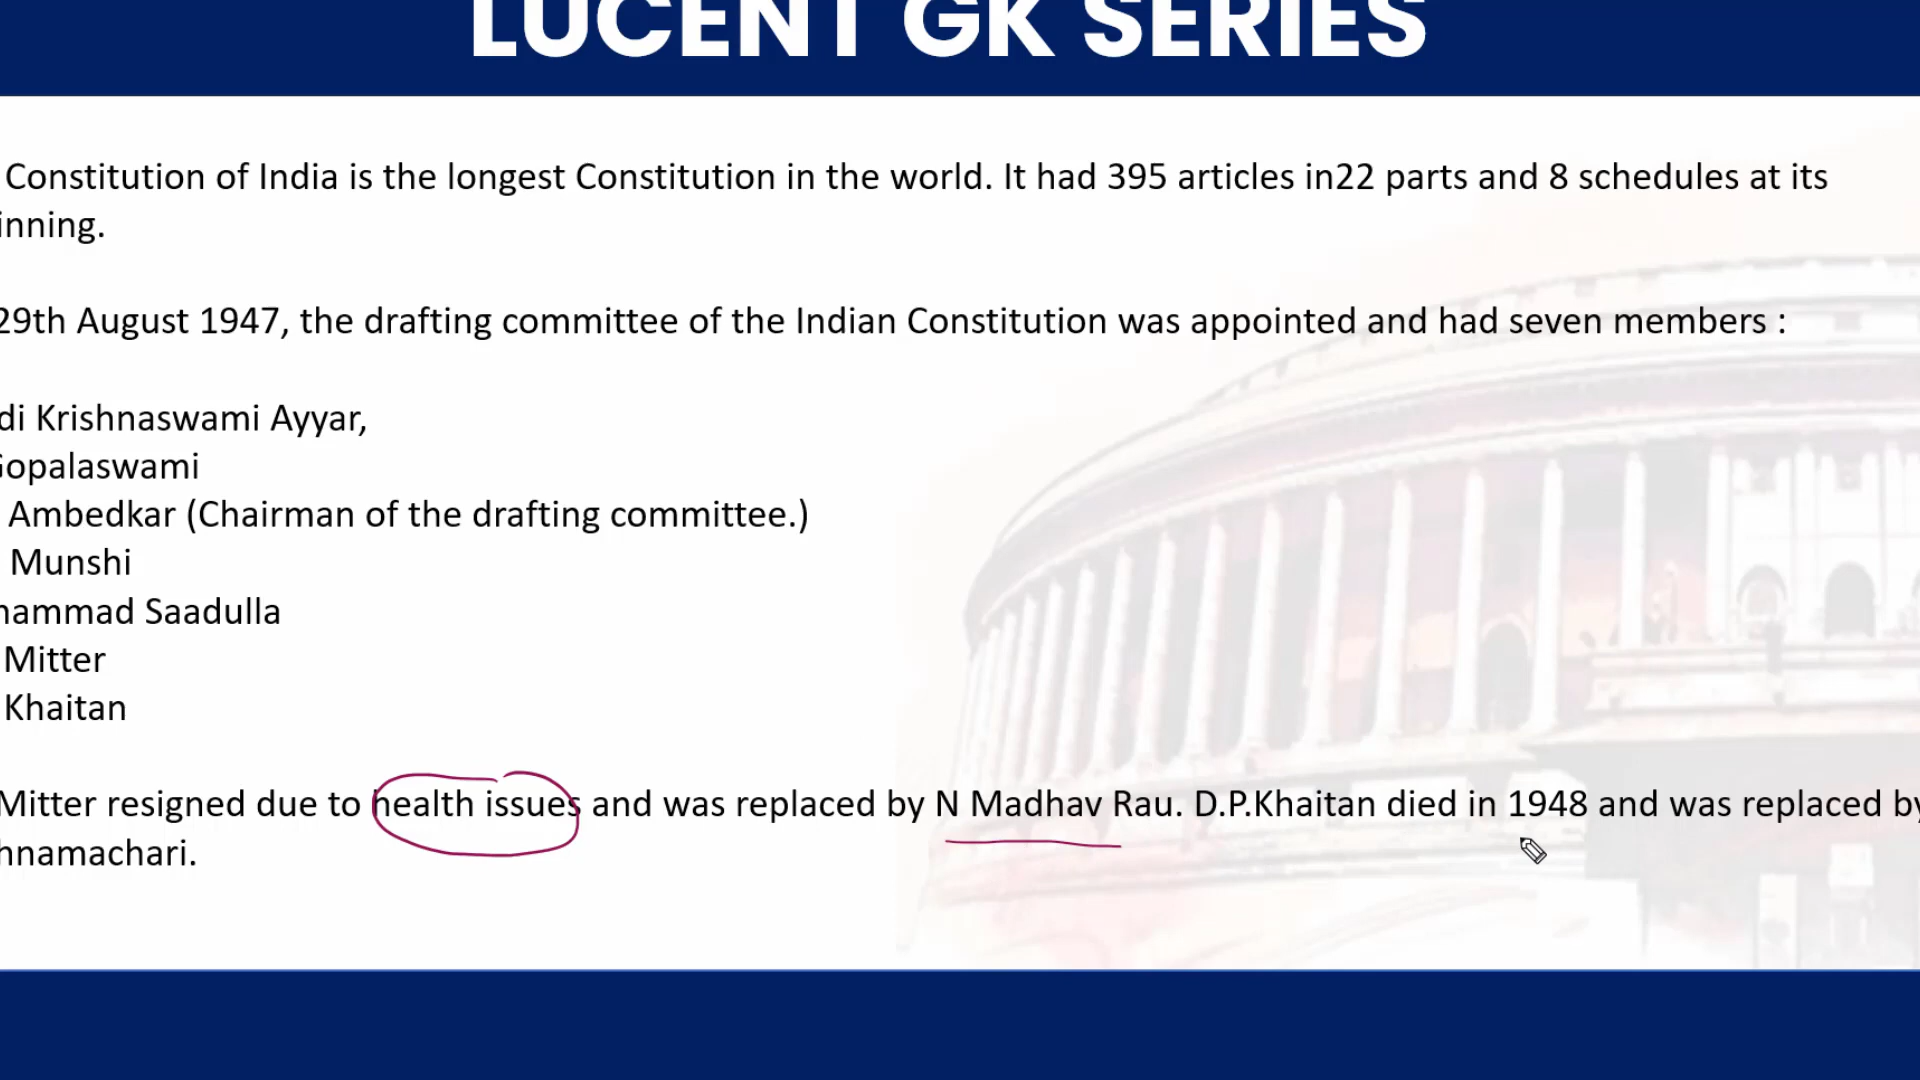 LUCENT GK SERIES
Constitution of India is the longest Constitution in the world. It had 395 articles in22 parts and 8 schedules at its
inning.
29th August 1947, the drafting committee of the Indian Constitution was appointed and had seven members :
di Krishnaswami Ayyar,
Gopalaswami
Ambedkar (Chairman of the drafting committee.)
Munshi
hammad Saadulla
Mitter
Khaitan
Mitter resigned due to health issues and was replaced by N Madhav Rau. D.P.Khaitan died in 1948 and was replaced by
hnamachari.